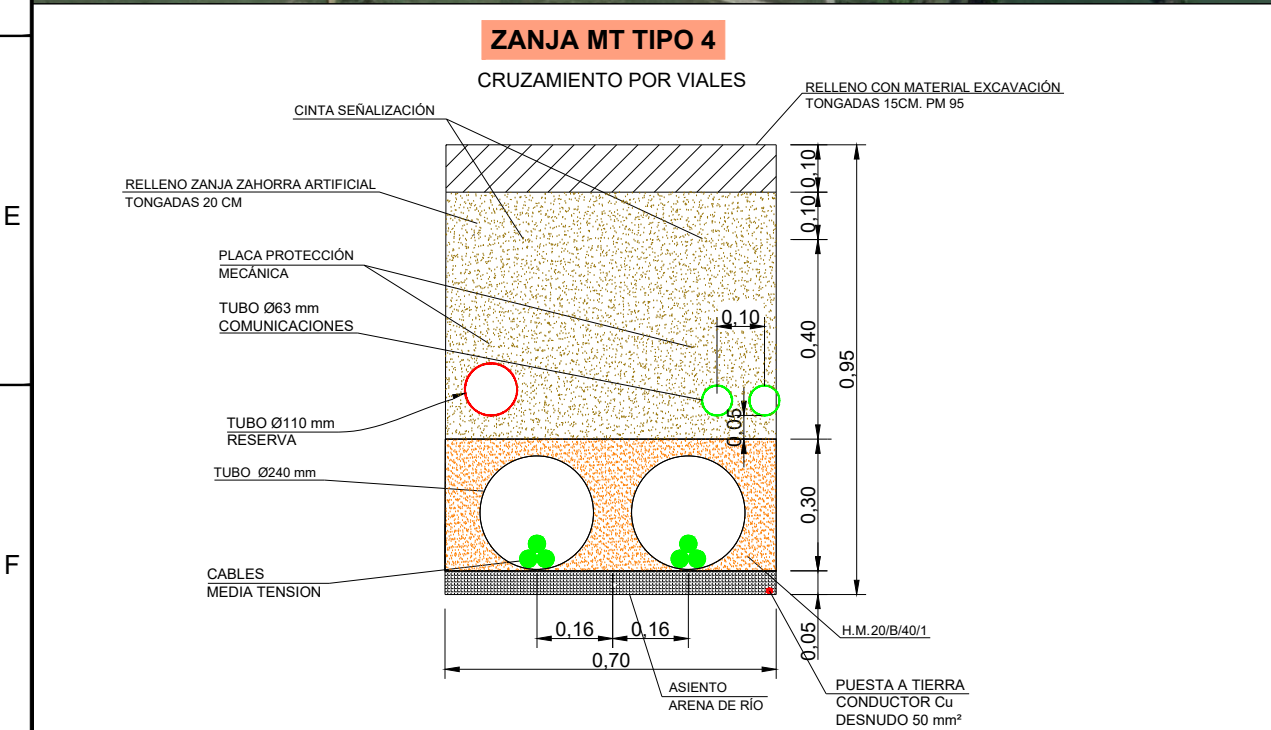 ZANJA MT TIPO 4
CRUZAMIENTO POR VIALES
RELLENO CON MATERIAL EXCAVACIÓN
TONGADAS 15CM. PM 95
CINTA SEÑALIZACIÓN
RELLENO ZANJA ZAHORRA ARTIFICIAL
TONGADAS 20 CM
E
PLACA PROTECCIÓN
MECÁNICA
TUBO Ø63 mm
COMUNICACIONES
TUBO Ø110 mm
RESERVA
TUBO Ø240 mm
F
CABLES
MEDIA TENSION
0,10
0,10
0,10
0,40
0,95
0,05
0,30
0,05
0,16
0,16
0,70
H.M.20/B/40/1
ASIENTO
ARENA DE RÍO
PUESTA A TIERRA
CONDUCTOR Cu
DESNUDO 50 mm²